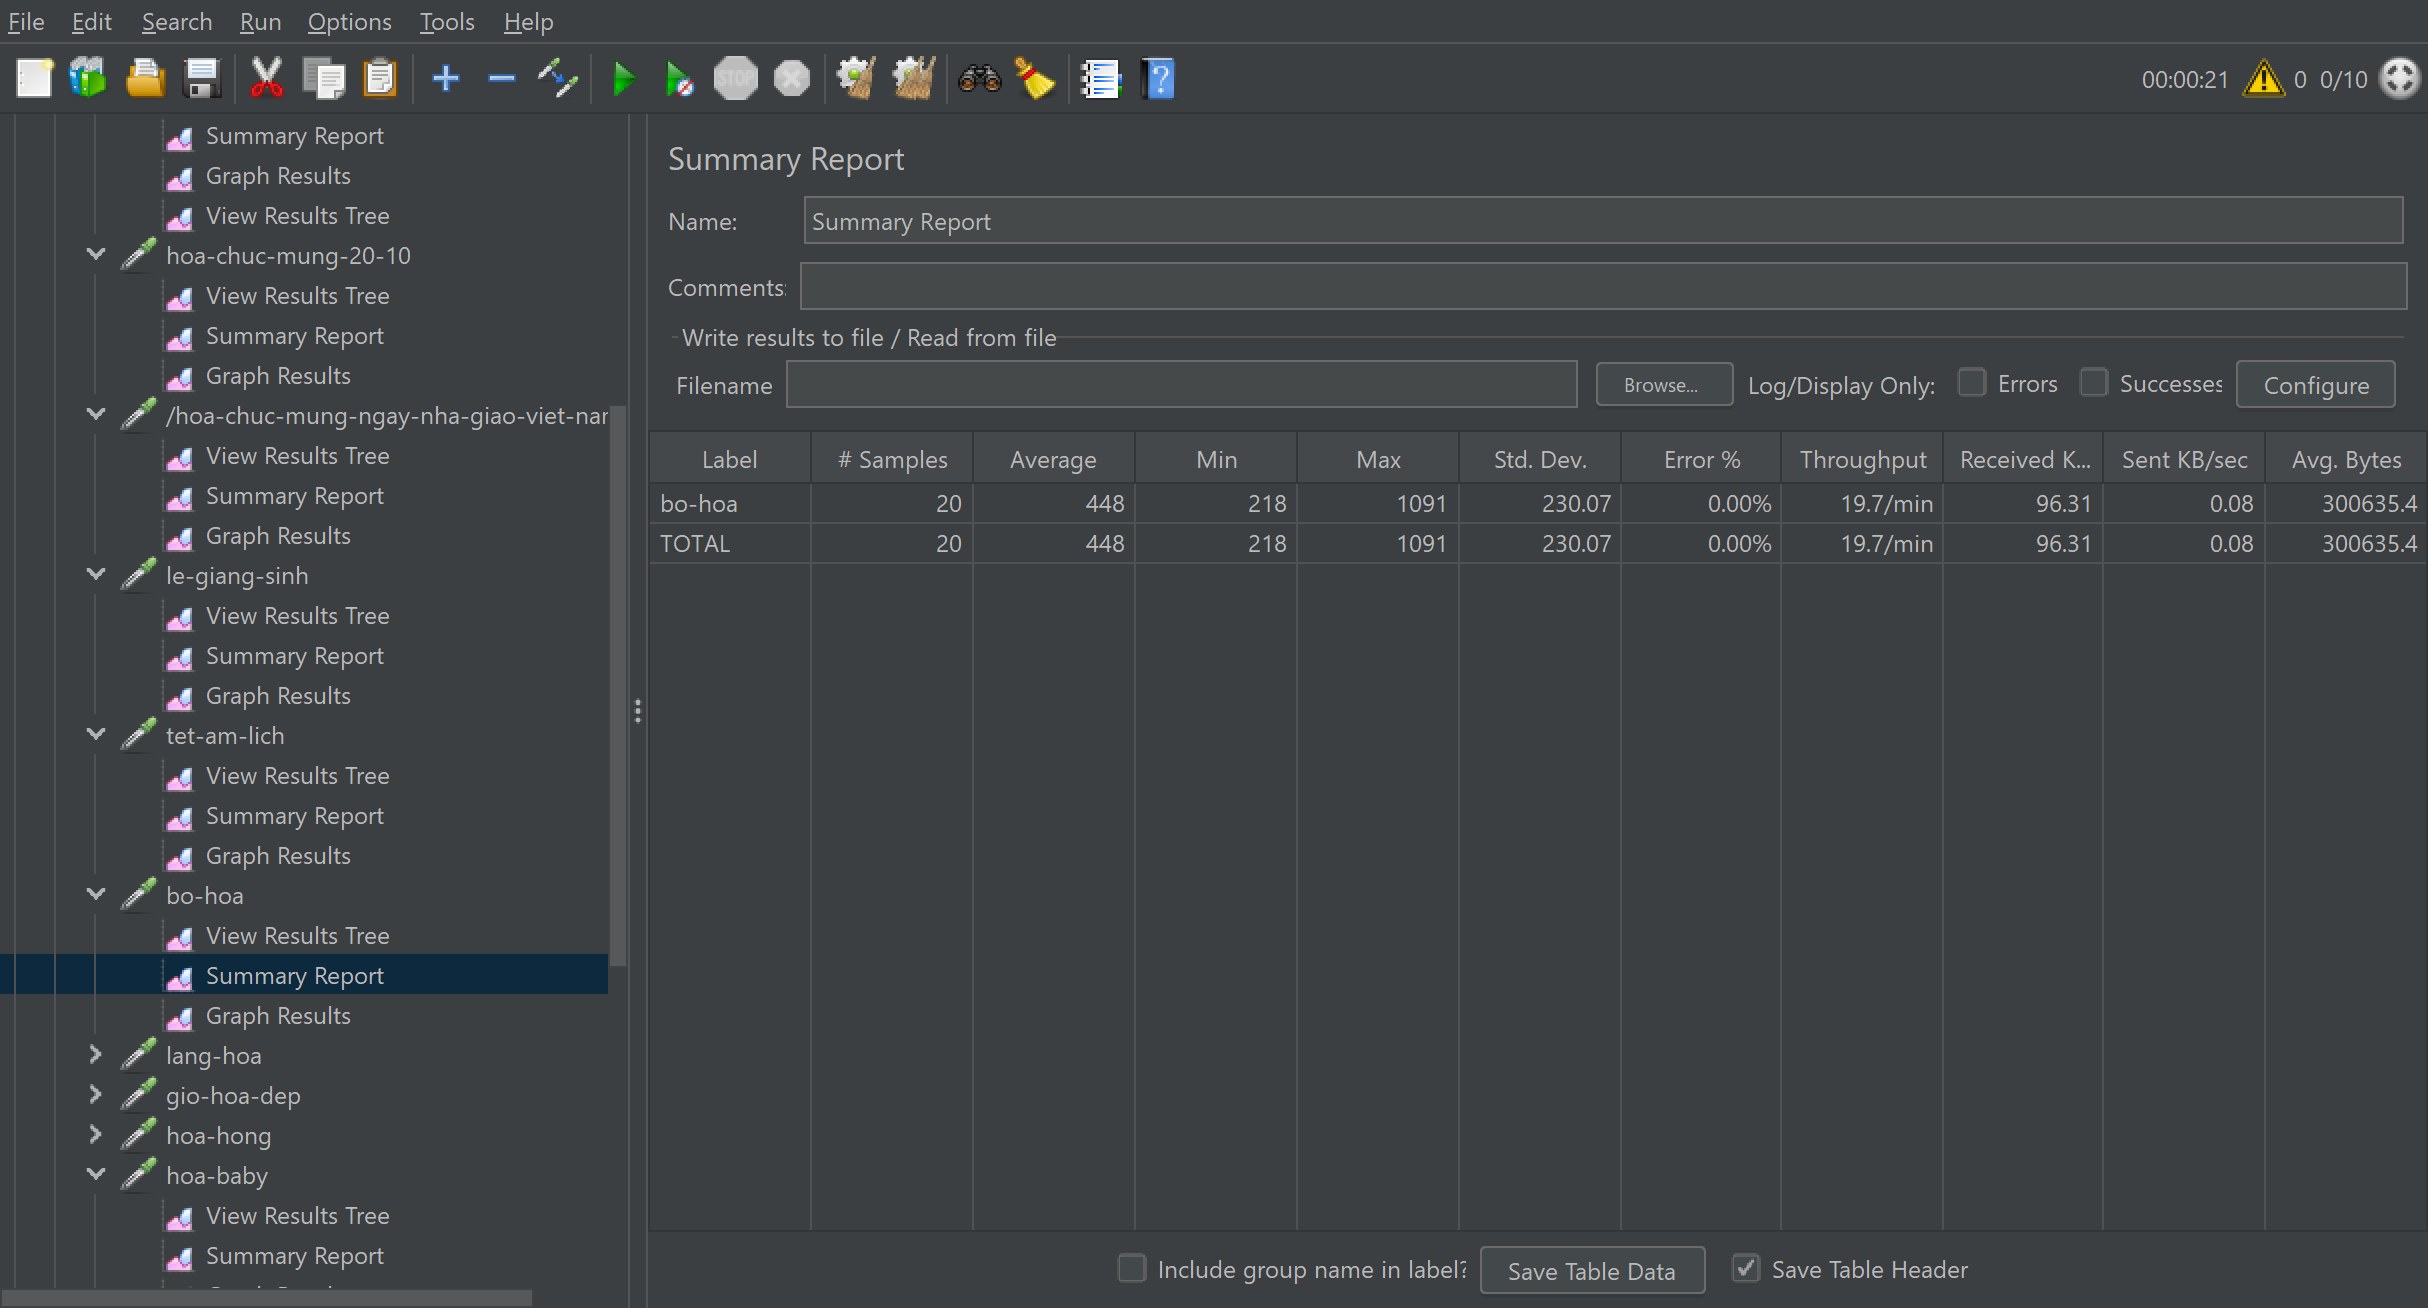 File Edit Search Run Options Tools Help
STOP
00:00:21 0 0/10
Summary Report
Graph Results
View Results Tree
hoa-chuc-mung-20-10
View Results Tree
Summary Report
Graph Results
/hoa-chuc-mung-ngay-nha-giao-viet-nar
View Results Tree
Summary Report
Graph Results
le-giang-sinh
View Results Tree
Summary Report
Graph Results
tet-am-lich
View Results Tree
Summary Report
Graph Results
bo-hoa
View Results Tree
Summary Report
Graph Results
lang-hoa
gio-hoa-dep
hoa-hong
hoa-baby
View Results Tree
Summary Report
Summary Report
Name: Summary Report
Comments:
Write results to file / Read from file
Filename Browse... Log/Display Only: Errors Successes Configure
Label # Samples Average Min Max Std. Dev. Error % Throughput Received K... Sent KB/sec Avg. Bytes
bo-hoa 20 448 218 1091 230.07 0.00% 19.7/min 96.31 0.08 300635.4
TOTAL 20 448 218 1091 230.07 0.00% 19.7/min 96.31 0.08 300635.4
Include group name in label? Save Table Data Save Table Header